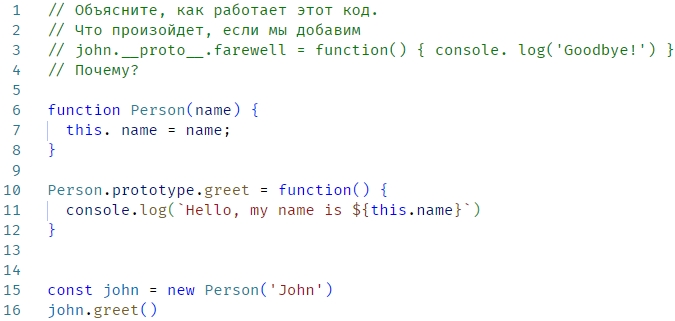 1 // Объясните, как работает этот код.
2 // Что произойдет, если мы добавим
3 // john.__proto__.farewell = function() { console. log('Goodbye!') }
4 // Почему?
5
6 function Person(name) {
7 this. name = name;
8 }
9
10 Person.prototype.greet = function() {
11 console.log(`Hello, my name is ${this.name}`)
12 }
13
14
15 const john = new Person('John')
16 john.greet()